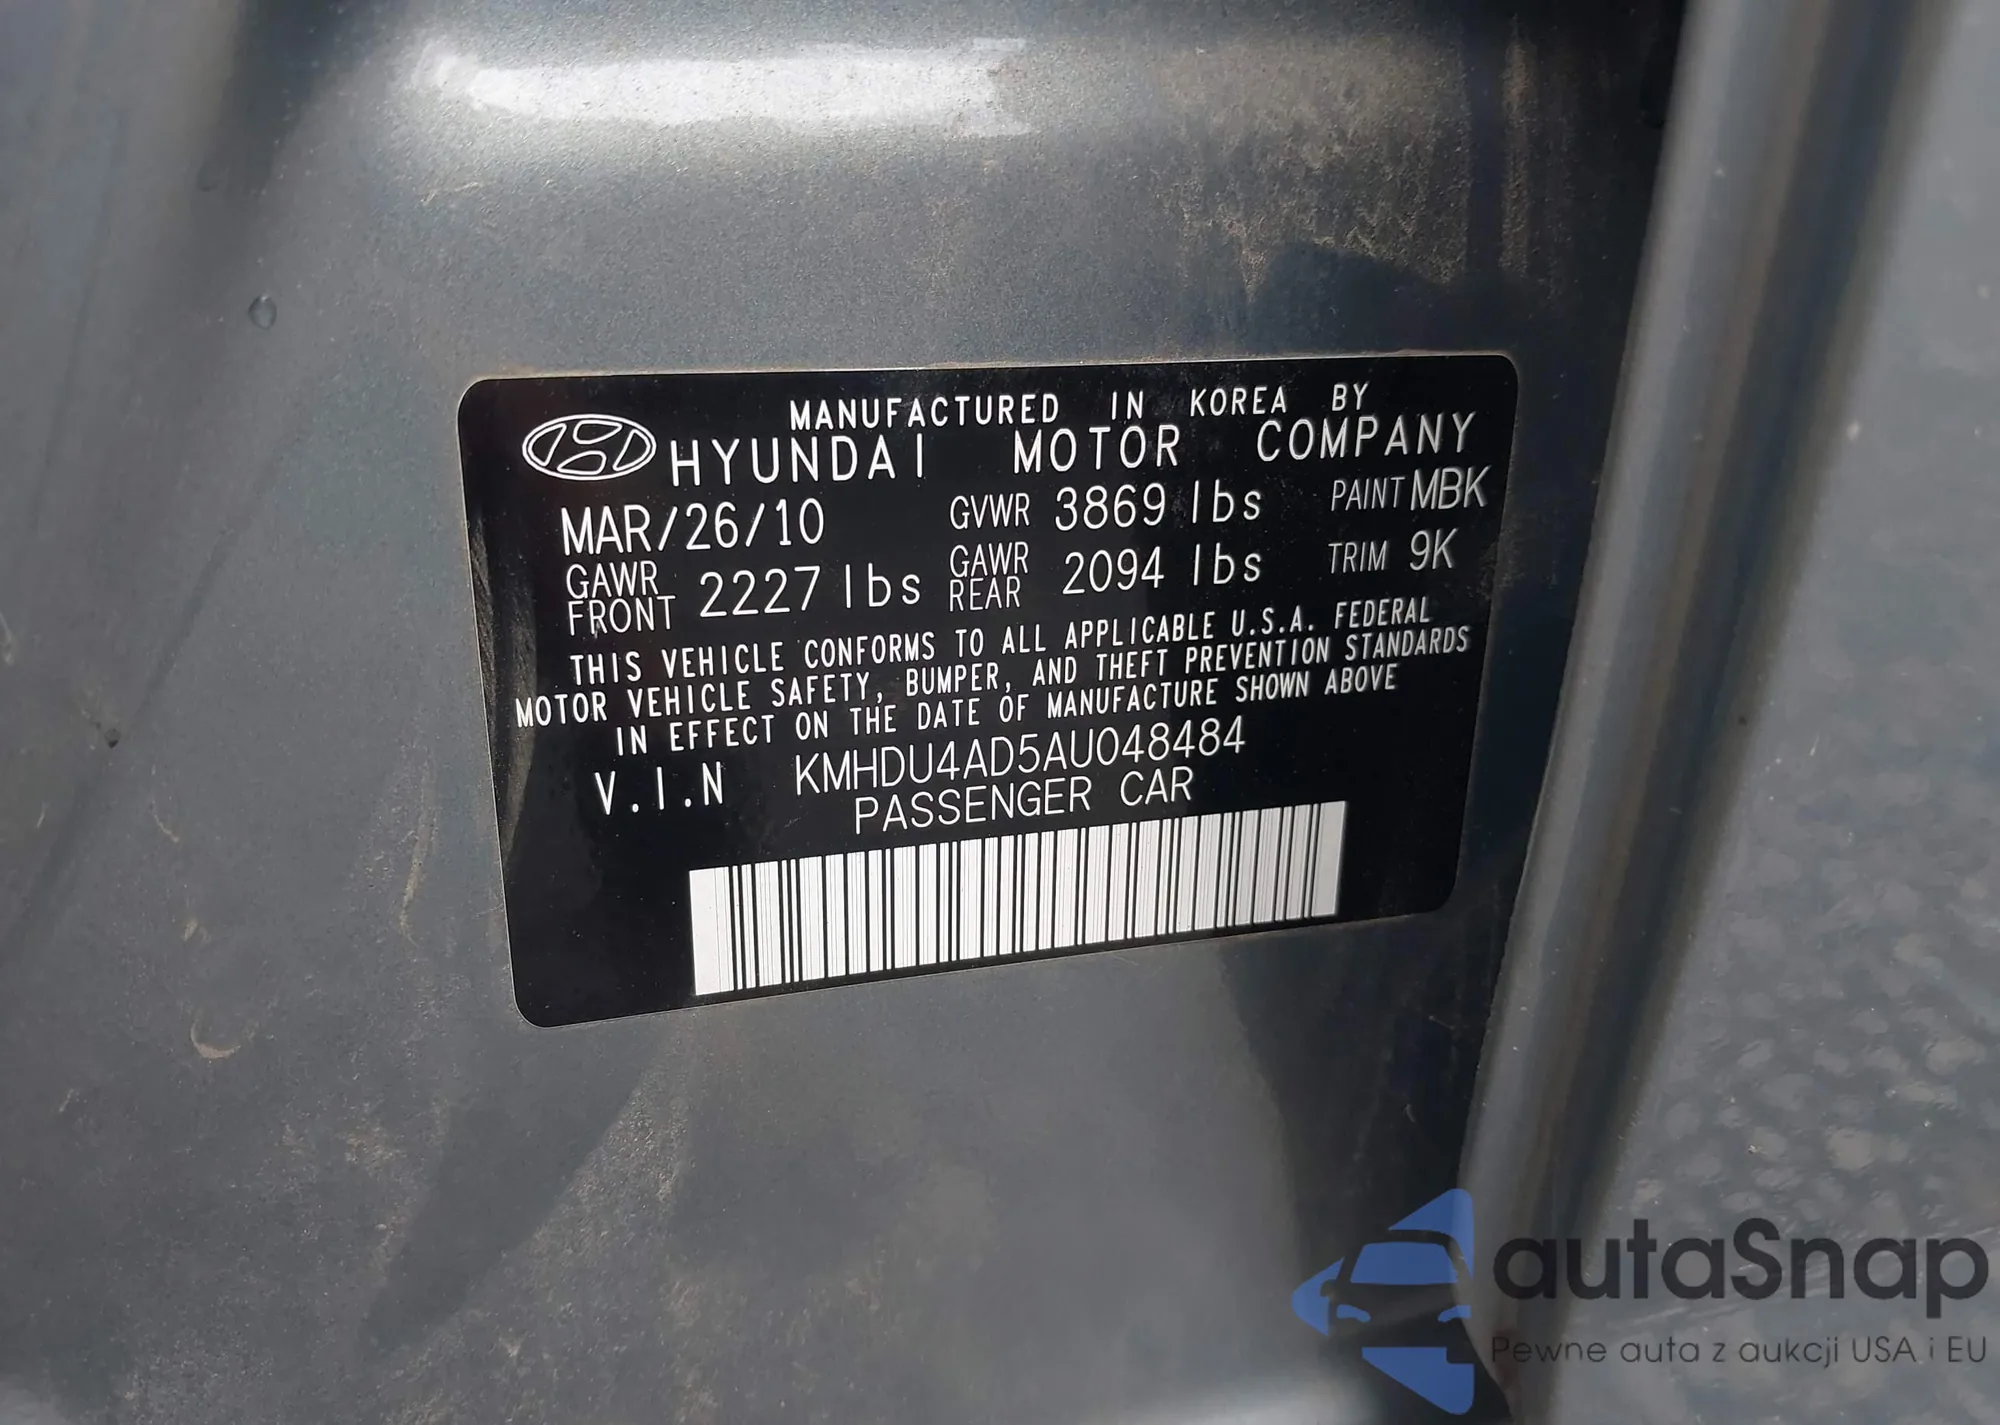 MANUFACTURED IN KOREA BY
HYUNDAI MOTOR COMPANY
MAR/26/10 GVWR 3869 lbs PAINT MBK
GAWR FRONT 2227 lbs GAWR REAR 2094 lbs TRIM 9K
THIS VEHICLE CONFORMS TO ALL APPLICABLE U.S.A. FEDERAL
MOTOR VEHICLE SAFETY, BUMPER, AND THEFT PREVENTION STANDARDS
IN EFFECT ON THE DATE OF MANUFACTURE SHOWN ABOVE
V.I.N KMHDU4AD5AU048484
PASSENGER CAR
autaSnap
Pewne auta z aukcji USA i EU